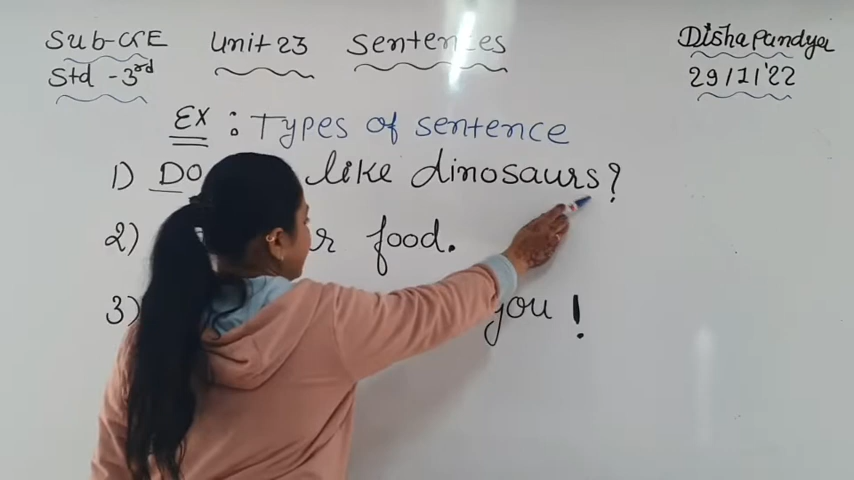 Sub-CRE Unit 23 Sentences Disha Pandya
Std - 3rd 29/11'22
EX : Types of sentence
1) Do like dinosaurs?
2) food.
3) you!